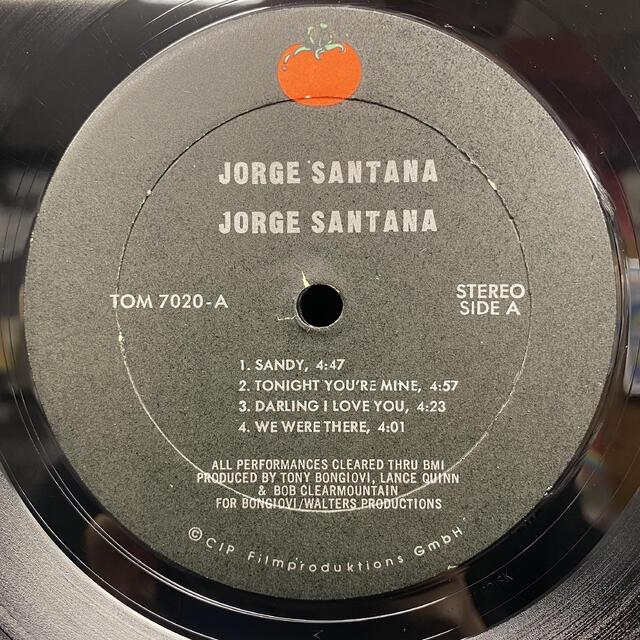 JORGE SANTANA
JORGE SANTANA
TOM 7020-A
STEREO
SIDE A
1. SANDY, 4:47
2. TONIGHT YOU'RE MINE, 4:57
3. DARLING I LOVE YOU, 4:23
4. WE WERE THERE, 4:01
ALL PERFORMANCES CLEARED THRU BMI
PRODUCED BY TONY BONGIOVI, LANCE QUINN
& BOB CLEARMOUNTAIN
FOR BONGIOVI/WALTERS PRODUCTIONS
©CIP Filmproduktions GmbH